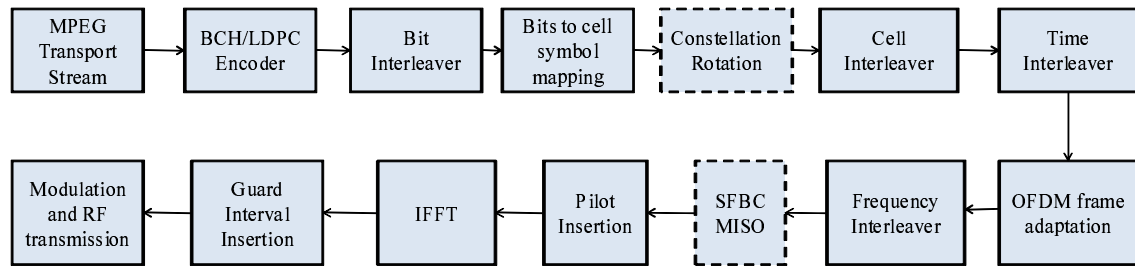 MPEG
Transport
Stream
BCH/LDPC
Encoder
Bit
Interleaver
Bits to cell
symbol
mapping
Constellation
Rotation
Cell
Interleaver
Time
Interleaver
OFDM frame
adaptation
Frequency
Interleaver
SFBC
MISO
Pilot
Insertion
IFFT
Guard
Interval
Insertion
Modulation
and RF
transmission